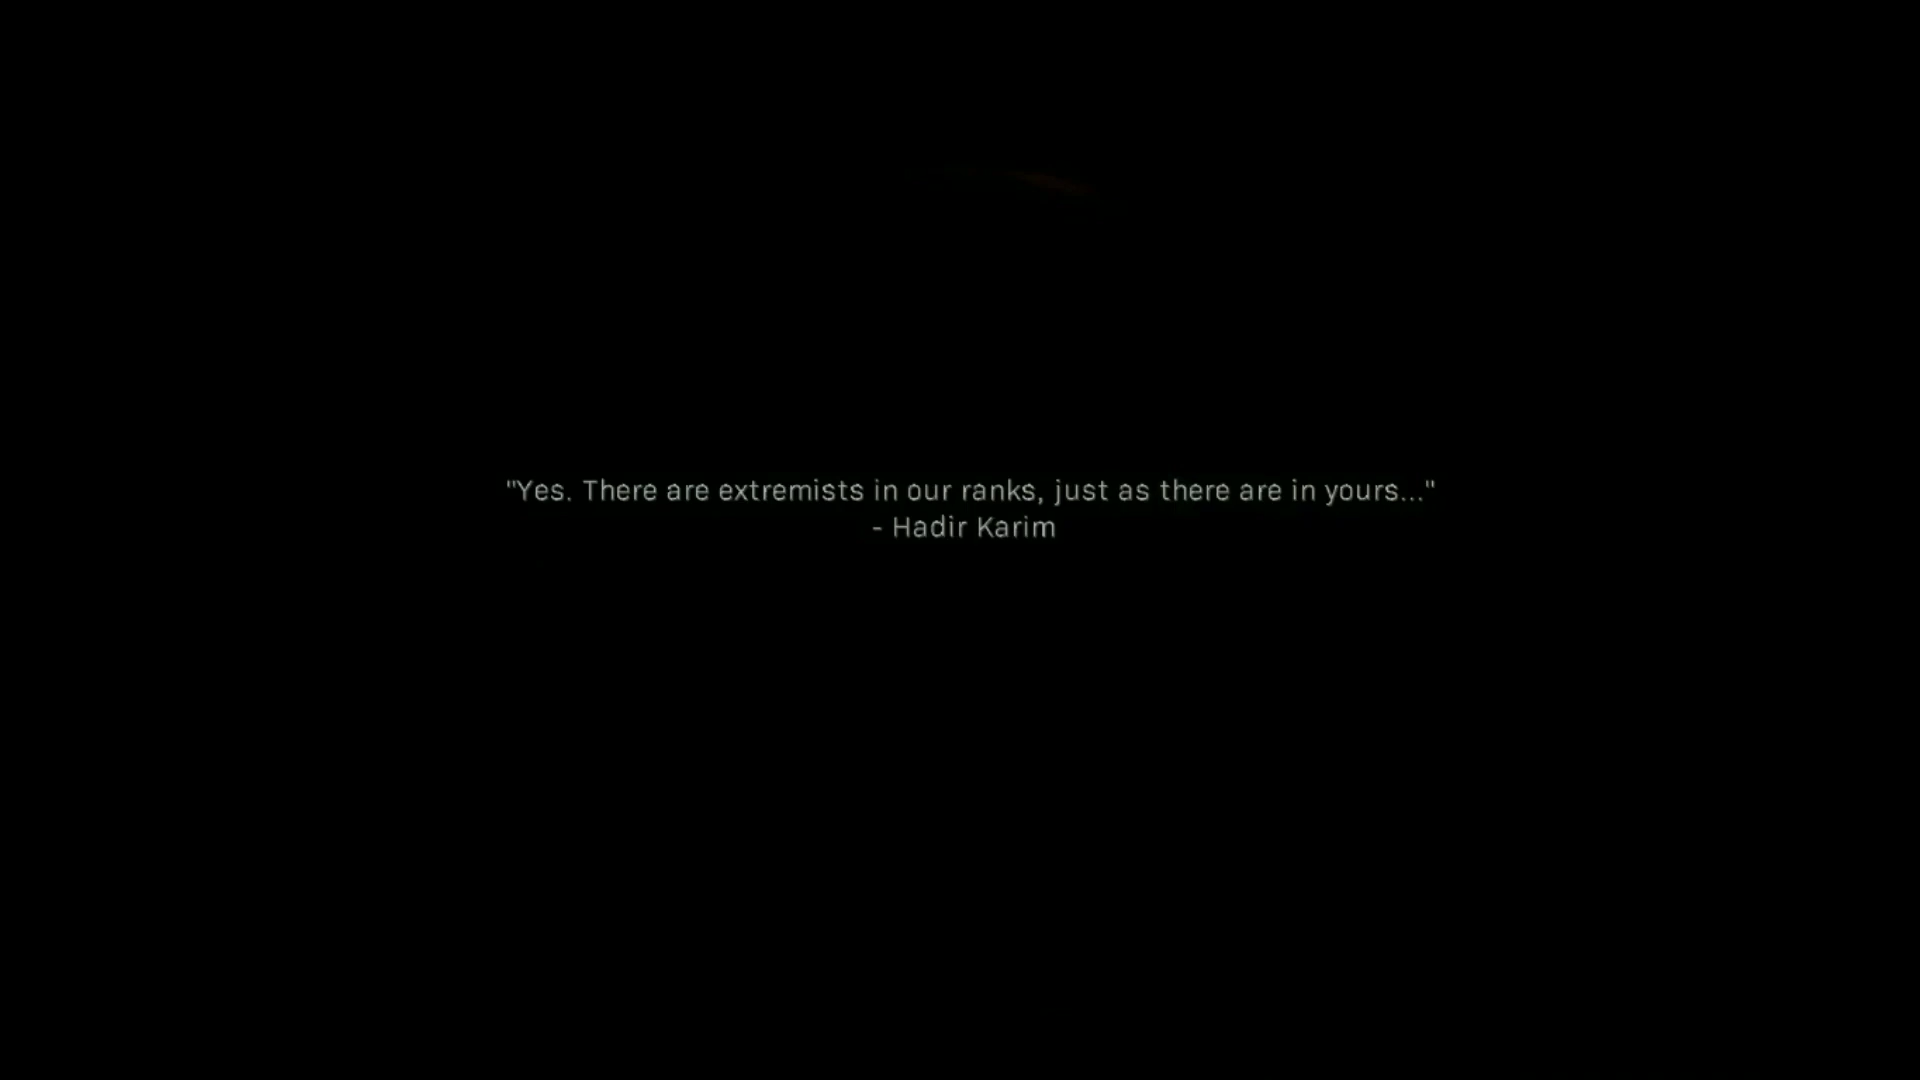 "Yes. There are extremists in our ranks, just as there are in yours..."
- Hadir Karim